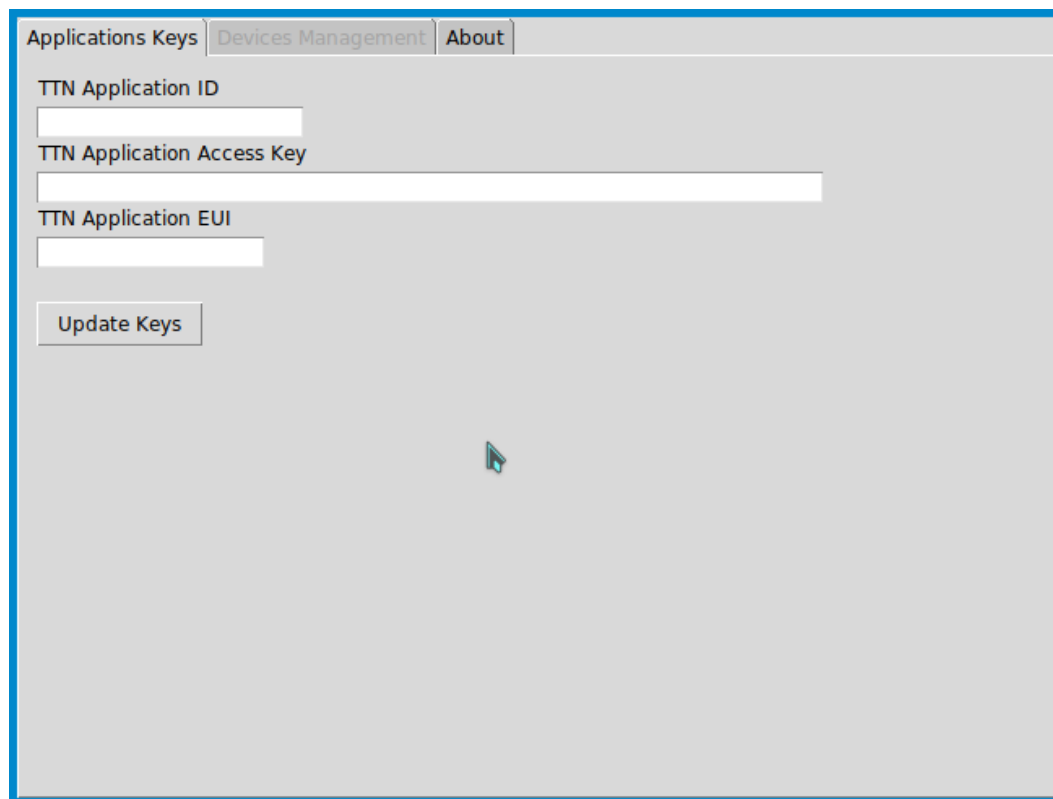 Applications Keys Devices Management About
TTN Application ID
TTN Application Access Key
TTN Application EUI
Update Keys